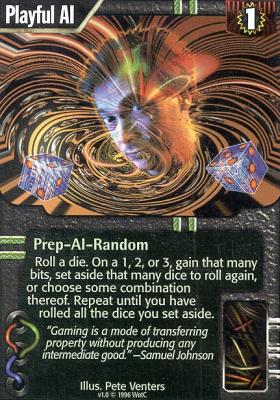 Playful AI
1
Prep-AI-Random
Roll a die. On a 1, 2, or 3, gain that many
bits, set aside that many dice to roll again,
or choose some combination
thereof. Repeat until you have
rolled all the dice you set aside.
"Gaming is a mode of transferring
property without producing any
intermediate good." –Samuel Johnson
Illus. Pete Venters
v1.0 © 1996 WotC